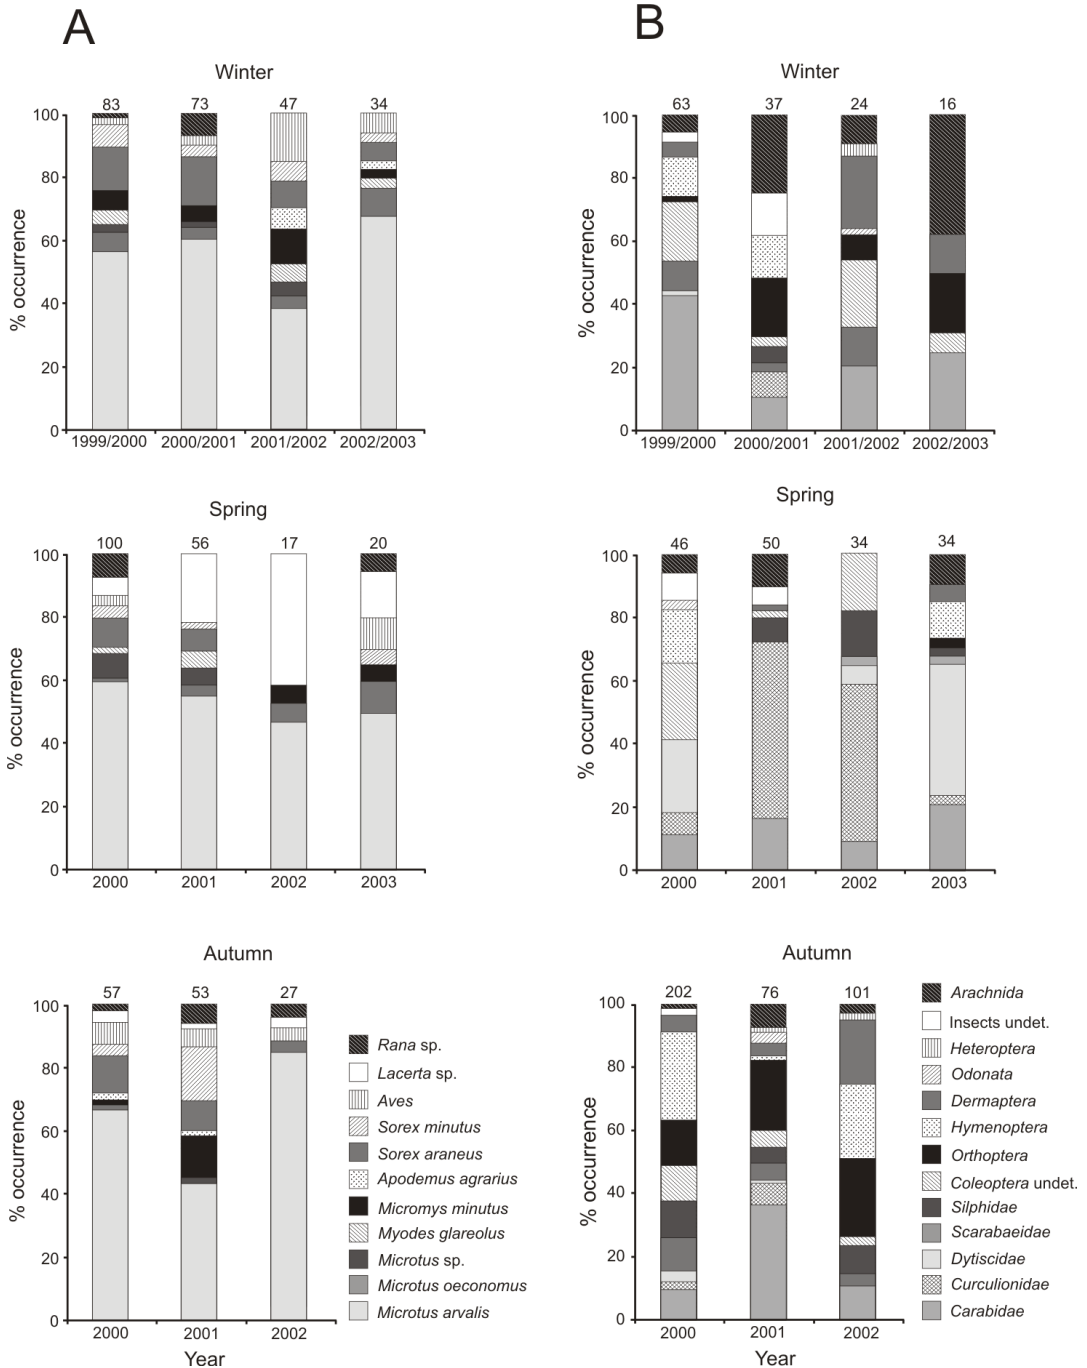 A
Winter
83 73 47 34
100
80
60
40
20
0
% occurrence
1999/2000 2000/2001 2001/2002 2002/2003
Spring
100 56 17 20
100
80
60
40
20
0
% occurrence
2000 2001 2002 2003
Autumn
57 53 27
100
80
60
40
20
0
% occurrence
2000 2001 2002
Year
Rana sp.
Lacerta sp.
Aves
Sorex minutus
Sorex araneus
Apodemus agrarius
Micromys minutus
Myodes glareolus
Microtus sp.
Microtus oeconomus
Microtus arvalis
B
Winter
63 37 24 16
100
80
60
40
20
0
% occurrence
1999/2000 2000/2001 2001/2002 2002/2003
Spring
46 50 34 34
100
80
60
40
20
0
% occurrence
2000 2001 2002 2003
Autumn
202 76 101
100
80
60
40
20
0
% occurrence
2000 2001 2002
Year
Arachnida
Insects undet.
Heteroptera
Odonata
Dermaptera
Hymenoptera
Orthoptera
Coleoptera undet.
Silphidae
Scarabaeidae
Dytiscidae
Curculionidae
Carabidae